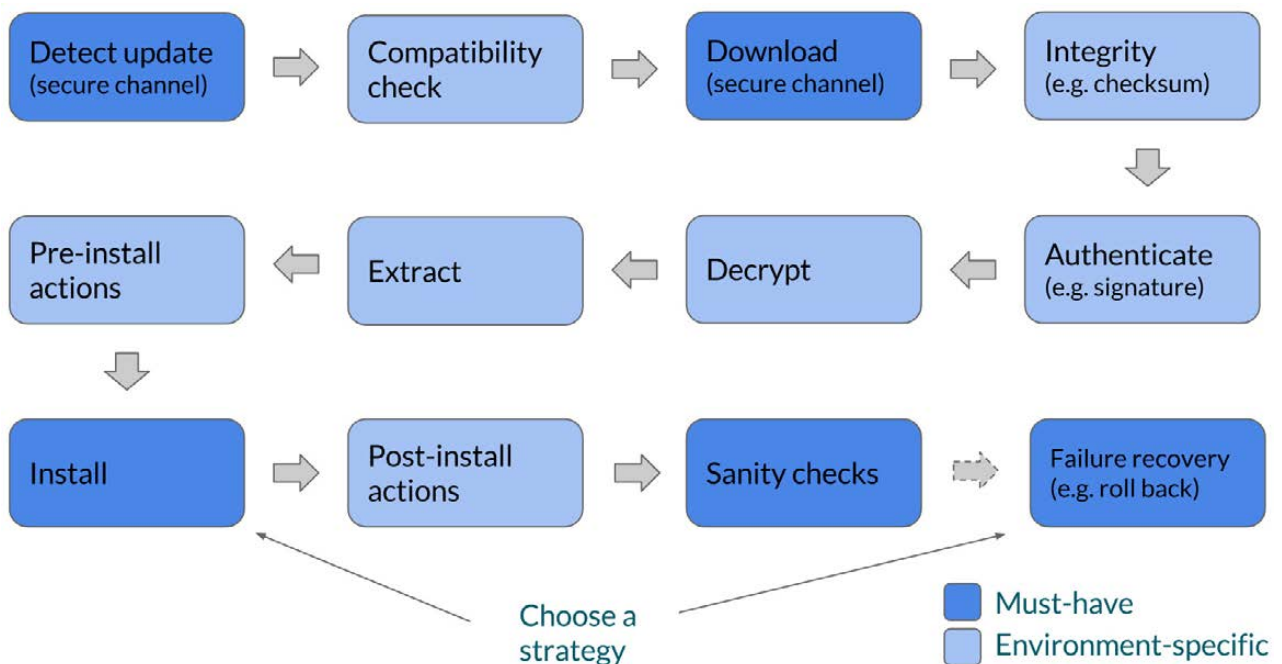 Detect update
(secure channel)
Compatibility
check
Download
(secure channel)
Integrity
(e.g. checksum)
Authenticate
(e.g. signature)
Decrypt
Extract
Pre-install
actions
Install
Post-install
actions
Sanity checks
Failure recovery
(e.g. roll back)
Choose a
strategy
Must-have
Environment-specific